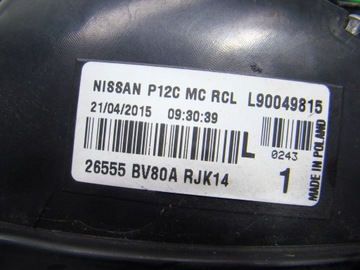 NISSAN P12C MC RCL L90049815
21/04/2015 09:30:39
L
0243
26555 BV80A RJK14
1
MADE IN POLAND